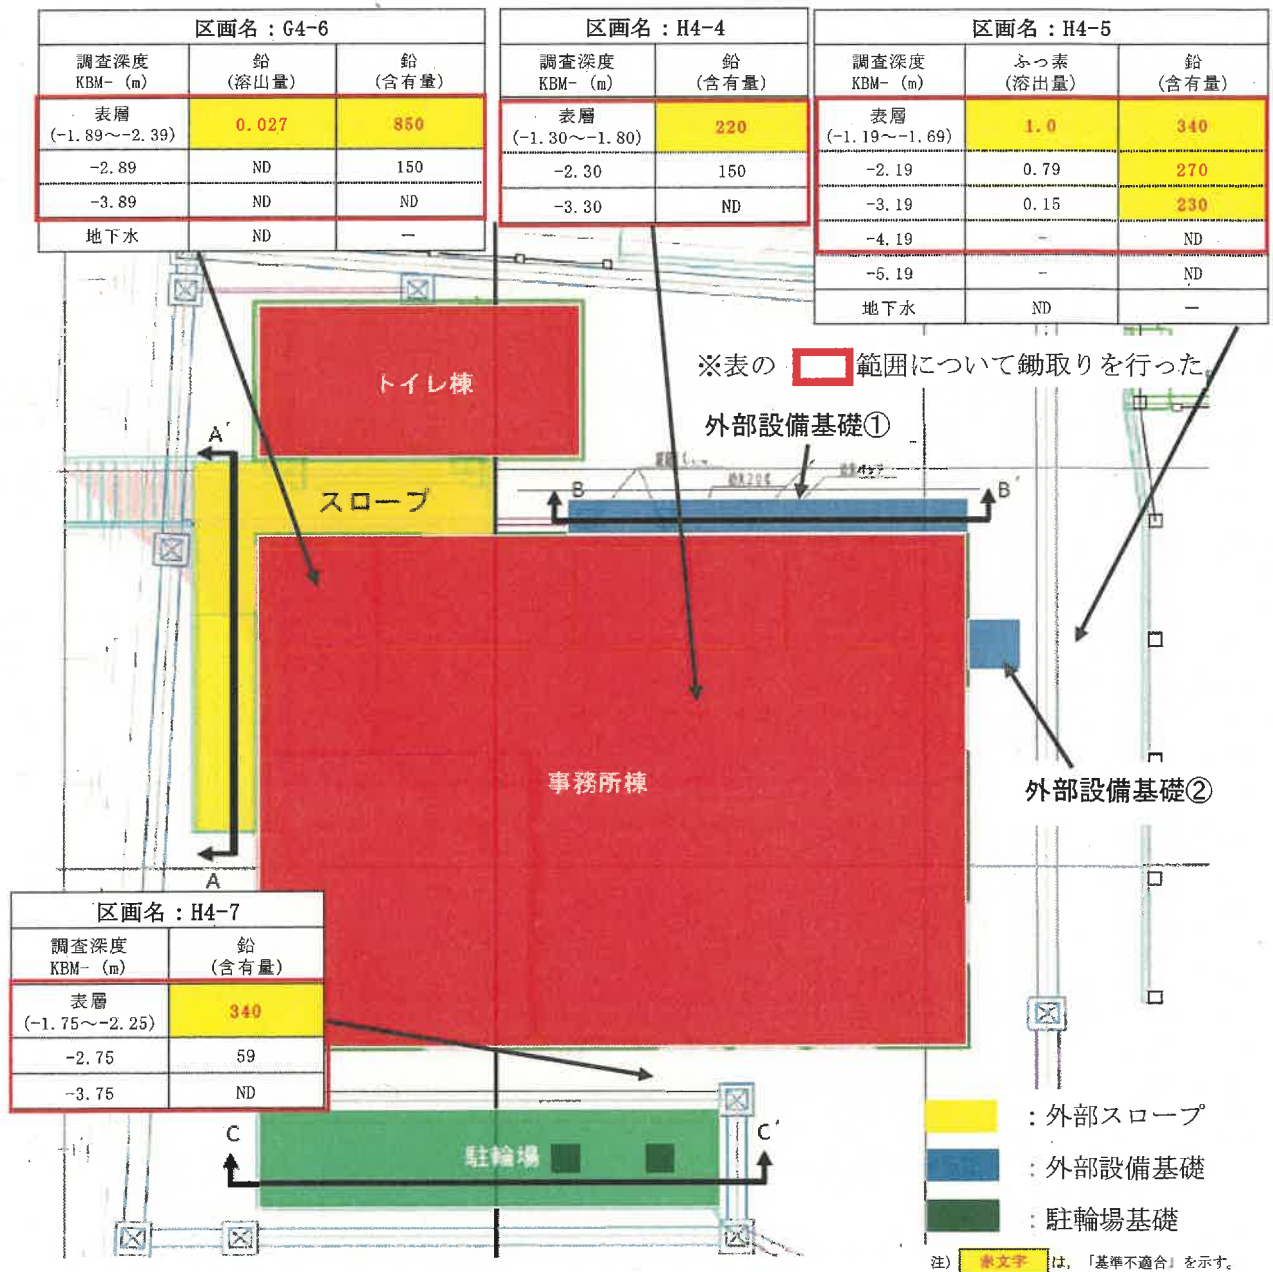 区画名：G4-6
調査深度 鉛 鉛
KBM- (m) (溶出量) (含有量)
表層 0.027 850
(-1.89～-2.39)
-2.89 ND 150
-3.89 ND ND
地下水 ND －
区画名：H4-4
調査深度 鉛
KBM- (m) (含有量)
表層 220
(-1.30～-1.80)
-2.30 150
-3.30 ND
区画名：H4-5
調査深度 ふっ素 鉛
KBM- (m) (溶出量) (含有量)
表層 1.0 340
(-1.19～-1.69)
-2.19 0.79 270
-3.19 0.15 230
-4.19 - ND
-5.19 - ND
地下水 ND －
※表の 範囲について鋤取りを行った。
トイレ棟
外部設備基礎①
A′
スロープ
B B′
事務所棟
外部設備基礎②
A
区画名：H4-7
調査深度 鉛
KBM- (m) (含有量)
表層 340
(-1.75～-2.25)
-2.75 59
-3.75 ND
C 駐輪場 C′
：外部スロープ
：外部設備基礎
：駐輪場基礎
注) 赤文字 は，「基準不適合」を示す。